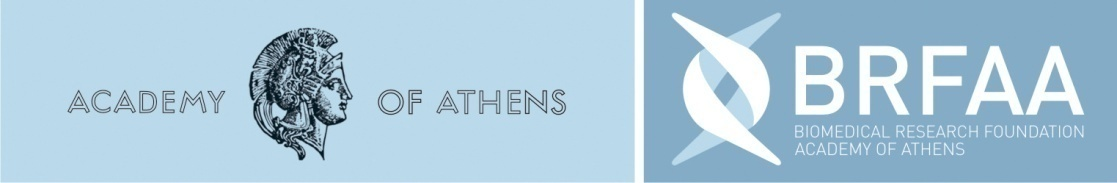 ACADEMY OF ATHENS
BRFAA
BIOMEDICAL RESEARCH FOUNDATION
ACADEMY OF ATHENS